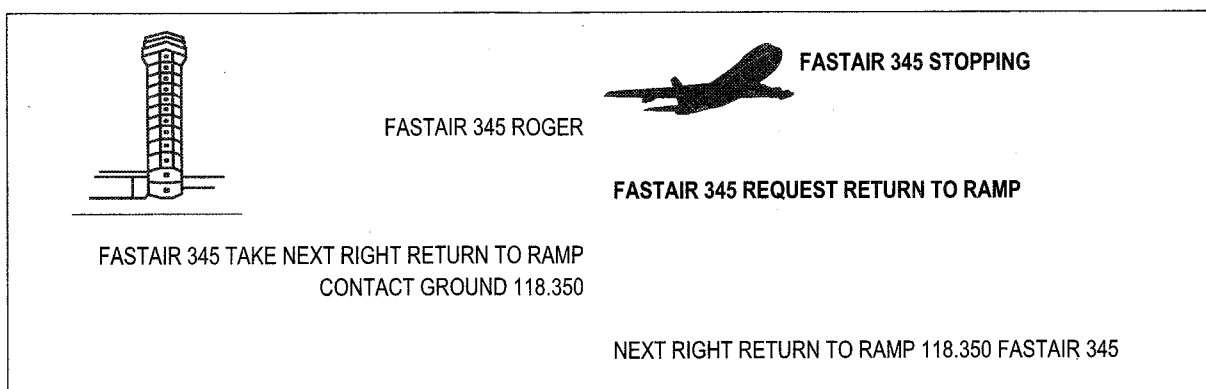 FASTAIR 345 STOPPING
FASTAIR 345 ROGER
FASTAIR 345 REQUEST RETURN TO RAMP
FASTAIR 345 TAKE NEXT RIGHT RETURN TO RAMP
CONTACT GROUND 118.350
NEXT RIGHT RETURN TO RAMP 118.350 FASTAIR 345